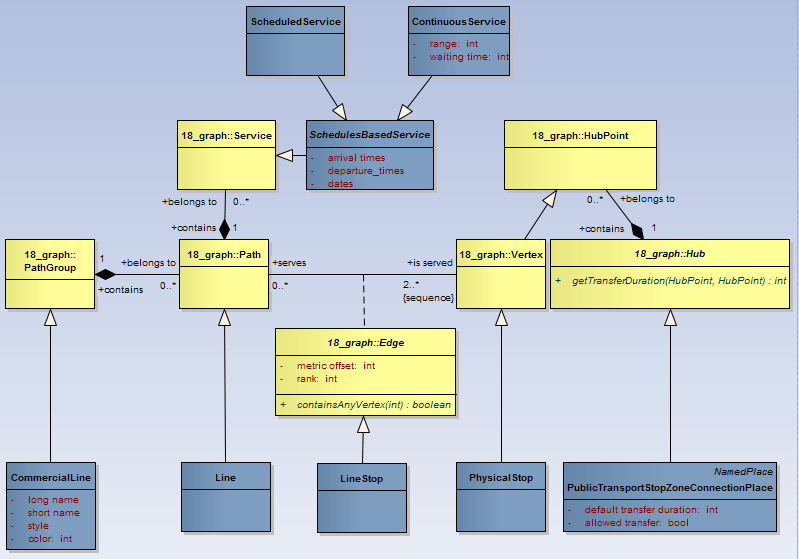 ScheduledService
ContinuousService
- range: int
- waiting time: int
18_graph::Service
SchedulesBasedService
- arrival times
- departure_times
- dates
18_graph::HubPoint
+belongs to 0..*
+contains 1
0..* +belongs to
+contains 1
18_graph::
PathGroup
1 +belongs to
+contains 0..*
18_graph::Path
+serves
0..*
+is served
2..*
{sequence}
18_graph::Vertex
18_graph::Hub
+ getTransferDuration(HubPoint, HubPoint) : int
18_graph::Edge
- metric offset: int
- rank: int
+ containsAnyVertex(int) : boolean
CommercialLine
- long name
- short name
- style
- color: int
Line
LineStop
PhysicalStop
NamedPlace
PublicTransportStopZoneConnectionPlace
- default transfer duration: int
- allowed transfer: bool